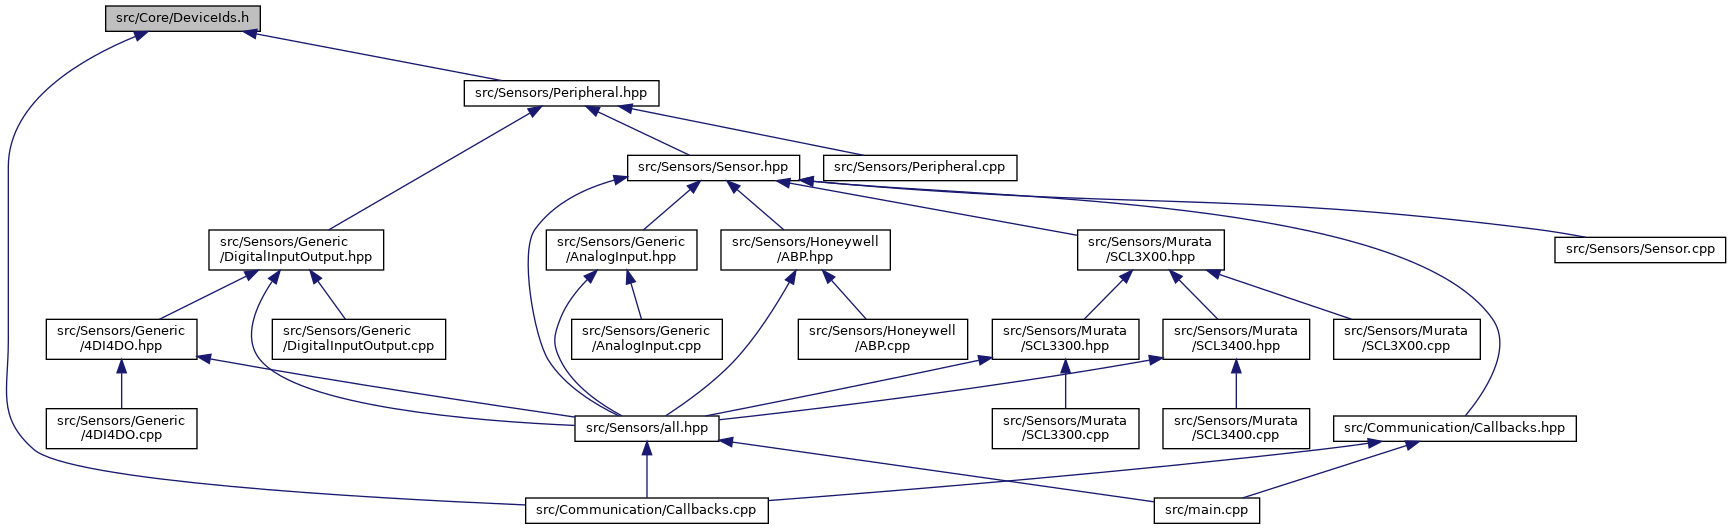 src/Core/DeviceIds.h
src/Sensors/Peripheral.hpp
src/Sensors/Sensor.hpp
src/Sensors/Peripheral.cpp
src/Sensors/Generic
/DigitalInputOutput.hpp
src/Sensors/Generic
/AnalogInput.hpp
src/Sensors/Honeywell
/ABP.hpp
src/Sensors/Murata
/SCL3X00.hpp
src/Sensors/Sensor.cpp
src/Sensors/Generic
/4DI4DO.hpp
src/Sensors/Generic
/DigitalInputOutput.cpp
src/Sensors/Generic
/AnalogInput.cpp
src/Sensors/Honeywell
/ABP.cpp
src/Sensors/Murata
/SCL3300.hpp
src/Sensors/Murata
/SCL3400.hpp
src/Sensors/Murata
/SCL3X00.cpp
src/Sensors/Generic
/4DI4DO.cpp
src/Sensors/all.hpp
src/Sensors/Murata
/SCL3300.cpp
src/Sensors/Murata
/SCL3400.cpp
src/Communication/Callbacks.hpp
src/Communication/Callbacks.cpp
src/main.cpp